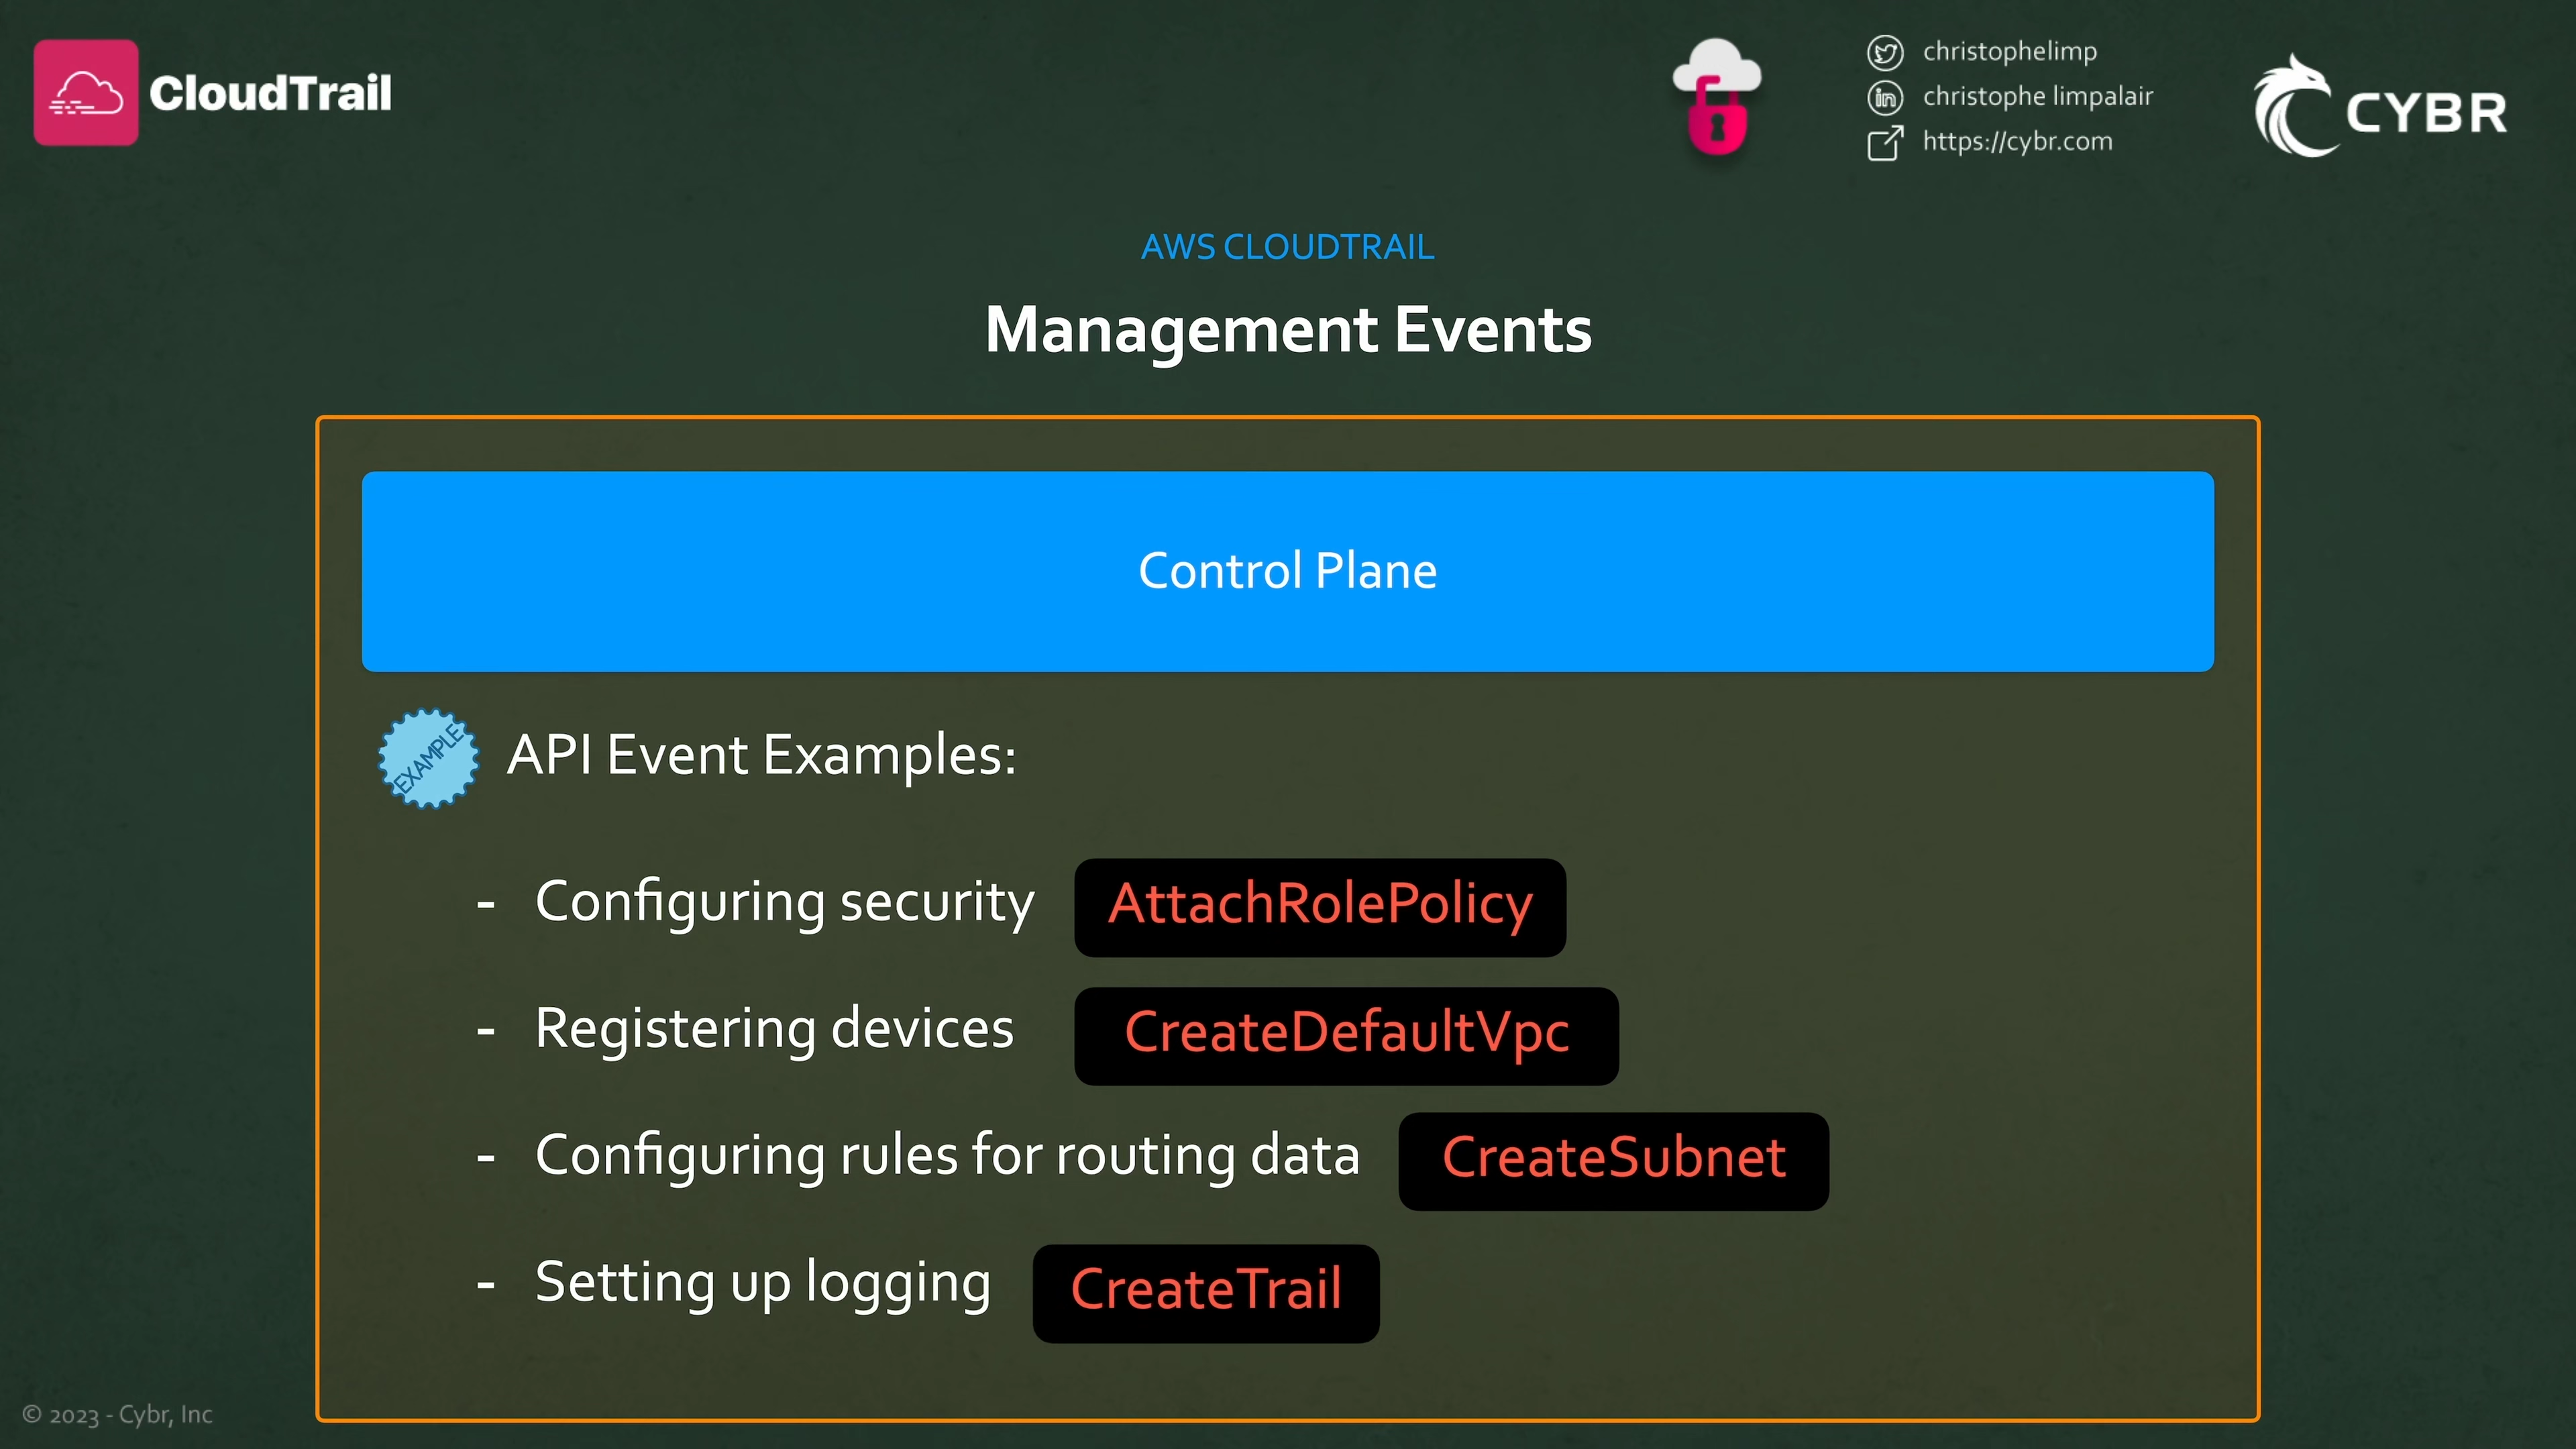 CloudTrail
christophelimp
christophe limpalair
https://cybr.com
CYBR
AWS CLOUDTRAIL
Management Events
Control Plane
EXAMPLE
API Event Examples:
- Configuring security AttachRolePolicy
- Registering devices CreateDefaultVpc
- Configuring rules for routing data CreateSubnet
- Setting up logging CreateTrail
© 2023 - Cybr, Inc